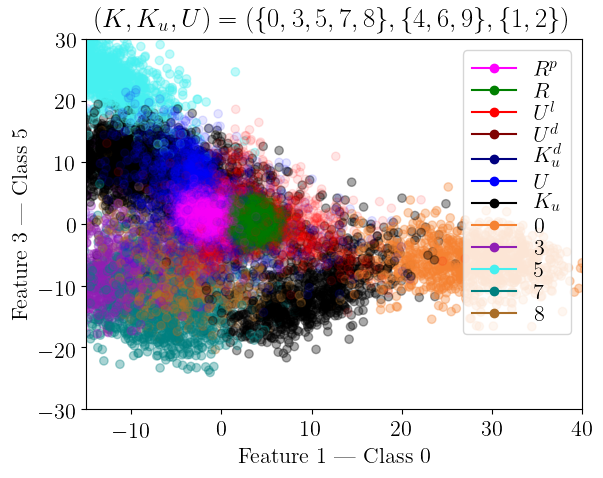 (K, K_u, U) = ({0, 3, 5, 7, 8}, {4, 6, 9}, {1, 2})
30
20
10
0
−10
−20
−30
Feature 3 — Class 5
R^p
R
U^l
U^d
K_u^d
U
K_u
0
3
5
7
8
−10
0
10
20
30
40
Feature 1 — Class 0